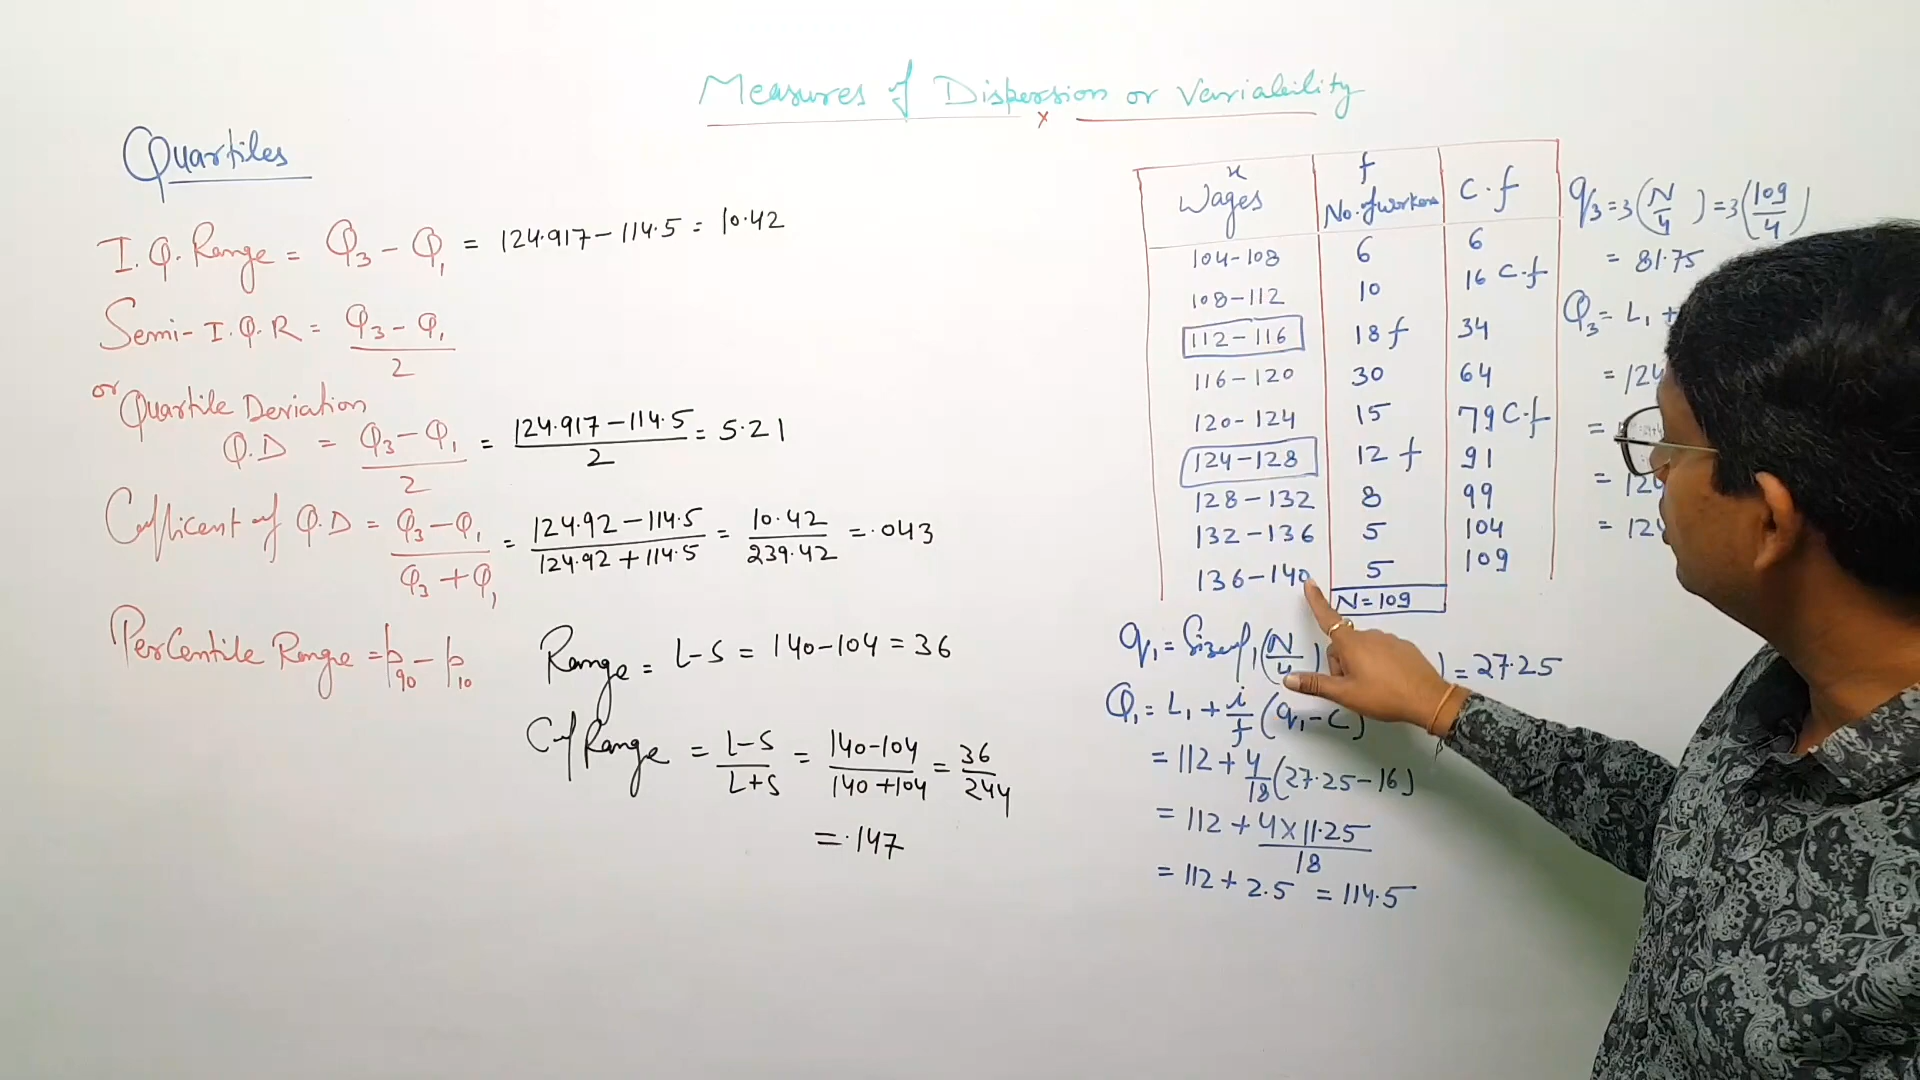 Measures of Dispersion or Variability
x
Quartiles
I.Q. Range = Q3 - Q1 = 124.917 - 114.5 = 10.42
Semi-I.Q.R = Q3 - Q1 / 2
or Quartile Deviation
Q.D = Q3 - Q1 / 2 = 124.917 - 114.5 / 2 = 5.21
Cofficent of Q.D = Q3 - Q1 / Q3 + Q1 = 124.92 - 114.5 / 124.92 + 114.5 = 10.42 / 239.42 = .043
PerCentile Range = p90 - p10
Range = L-S = 140-104 = 36
C of Range = L-S / L+S = 140-104 / 140+104 = 36 / 244
= .147
x Wages f No. of workers C.f
104-108 6 6
108-112 10 16 C.f
112-116 18 f 34
116-120 30 64
120-124 15 79 C.f
124-128 12 f 91
128-132 8 99
132-136 5 104
136-140 5 109
N=109
q1 = Size of 1(N/4) ) = 27.25
Q1 = L1 + i/f (q1 - C)
= 112 + 4/18 (27.25-16)
= 112 + 4×11.25 / 18
= 112 + 2.5 = 114.5
q3 = 3(N/4) = 3(109/4)
= 81.75
Q3 = L1 +
= 124
=
= 124
= 124